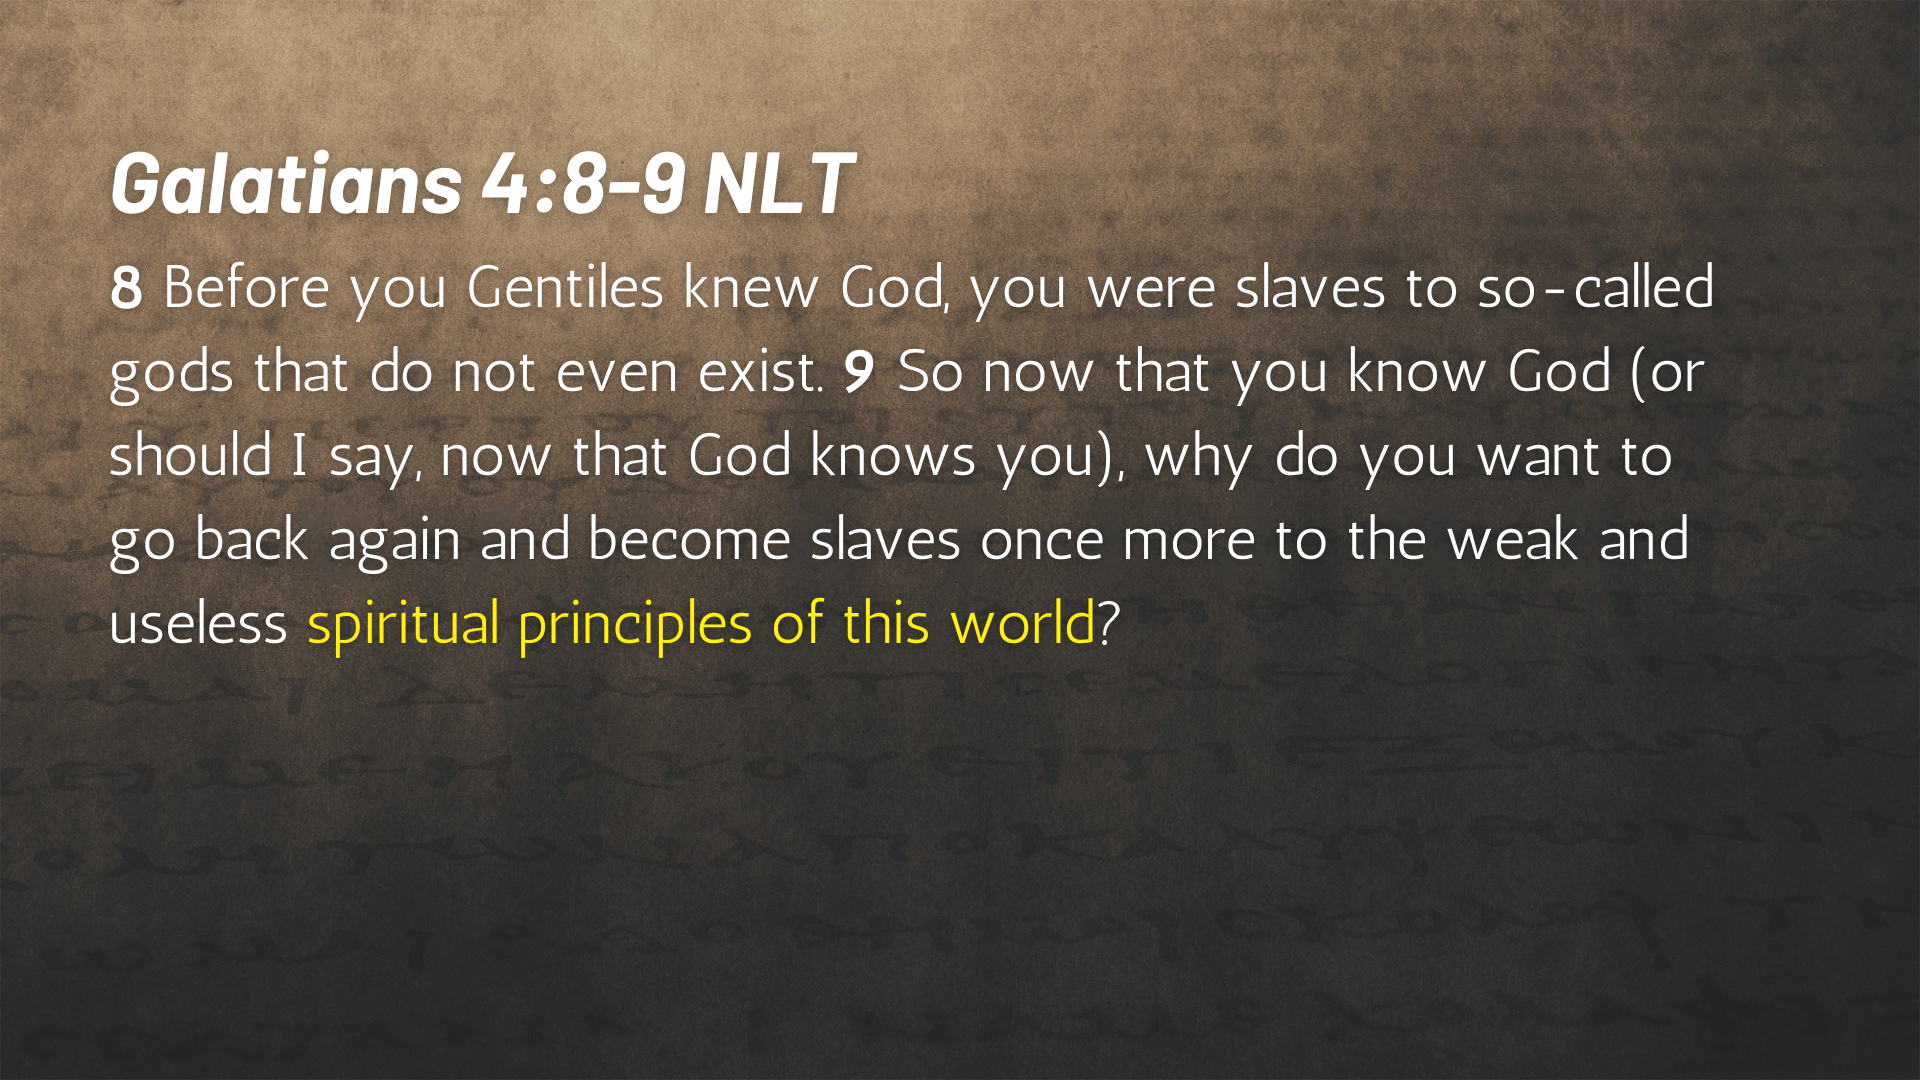 Galatians 4:8-9 NLT
8 Before you Gentiles knew God, you were slaves to so-called
gods that do not even exist. 9 So now that you know God (or
should I say, now that God knows you), why do you want to
go back again and become slaves once more to the weak and
useless spiritual principles of this world?